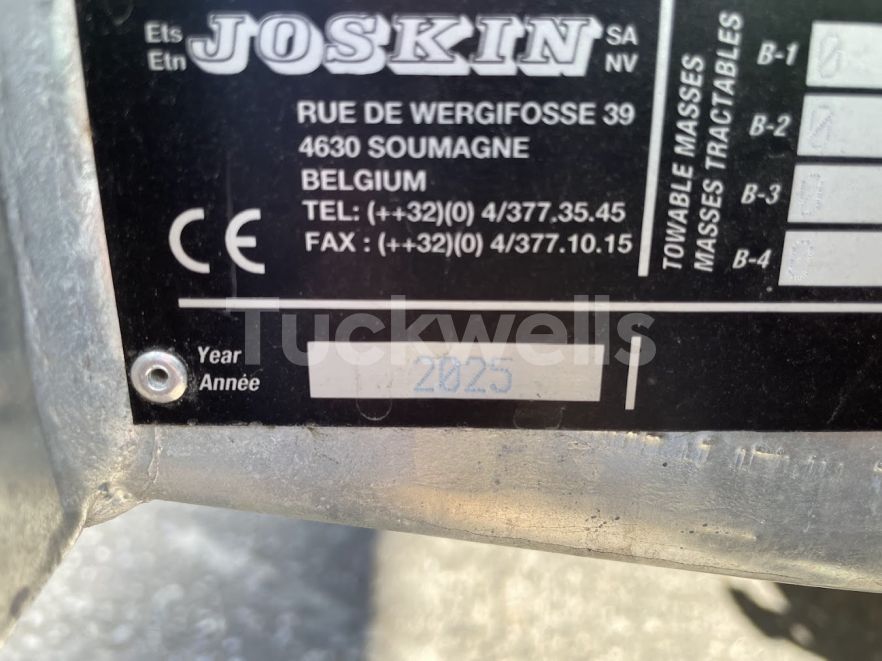 Ets JOSKIN SA
Etn NV
RUE DE WERGIFOSSE 39
4630 SOUMAGNE
BELGIUM
TEL: (++32)(0) 4/377.35.45
FAX : (++32)(0) 4/377.10.15
CE
TOWABLE MASSES
MASSES TRACTABLES
B-1 0
B-2 0
B-3
B-4
Tuckwells
Year
Année
2025